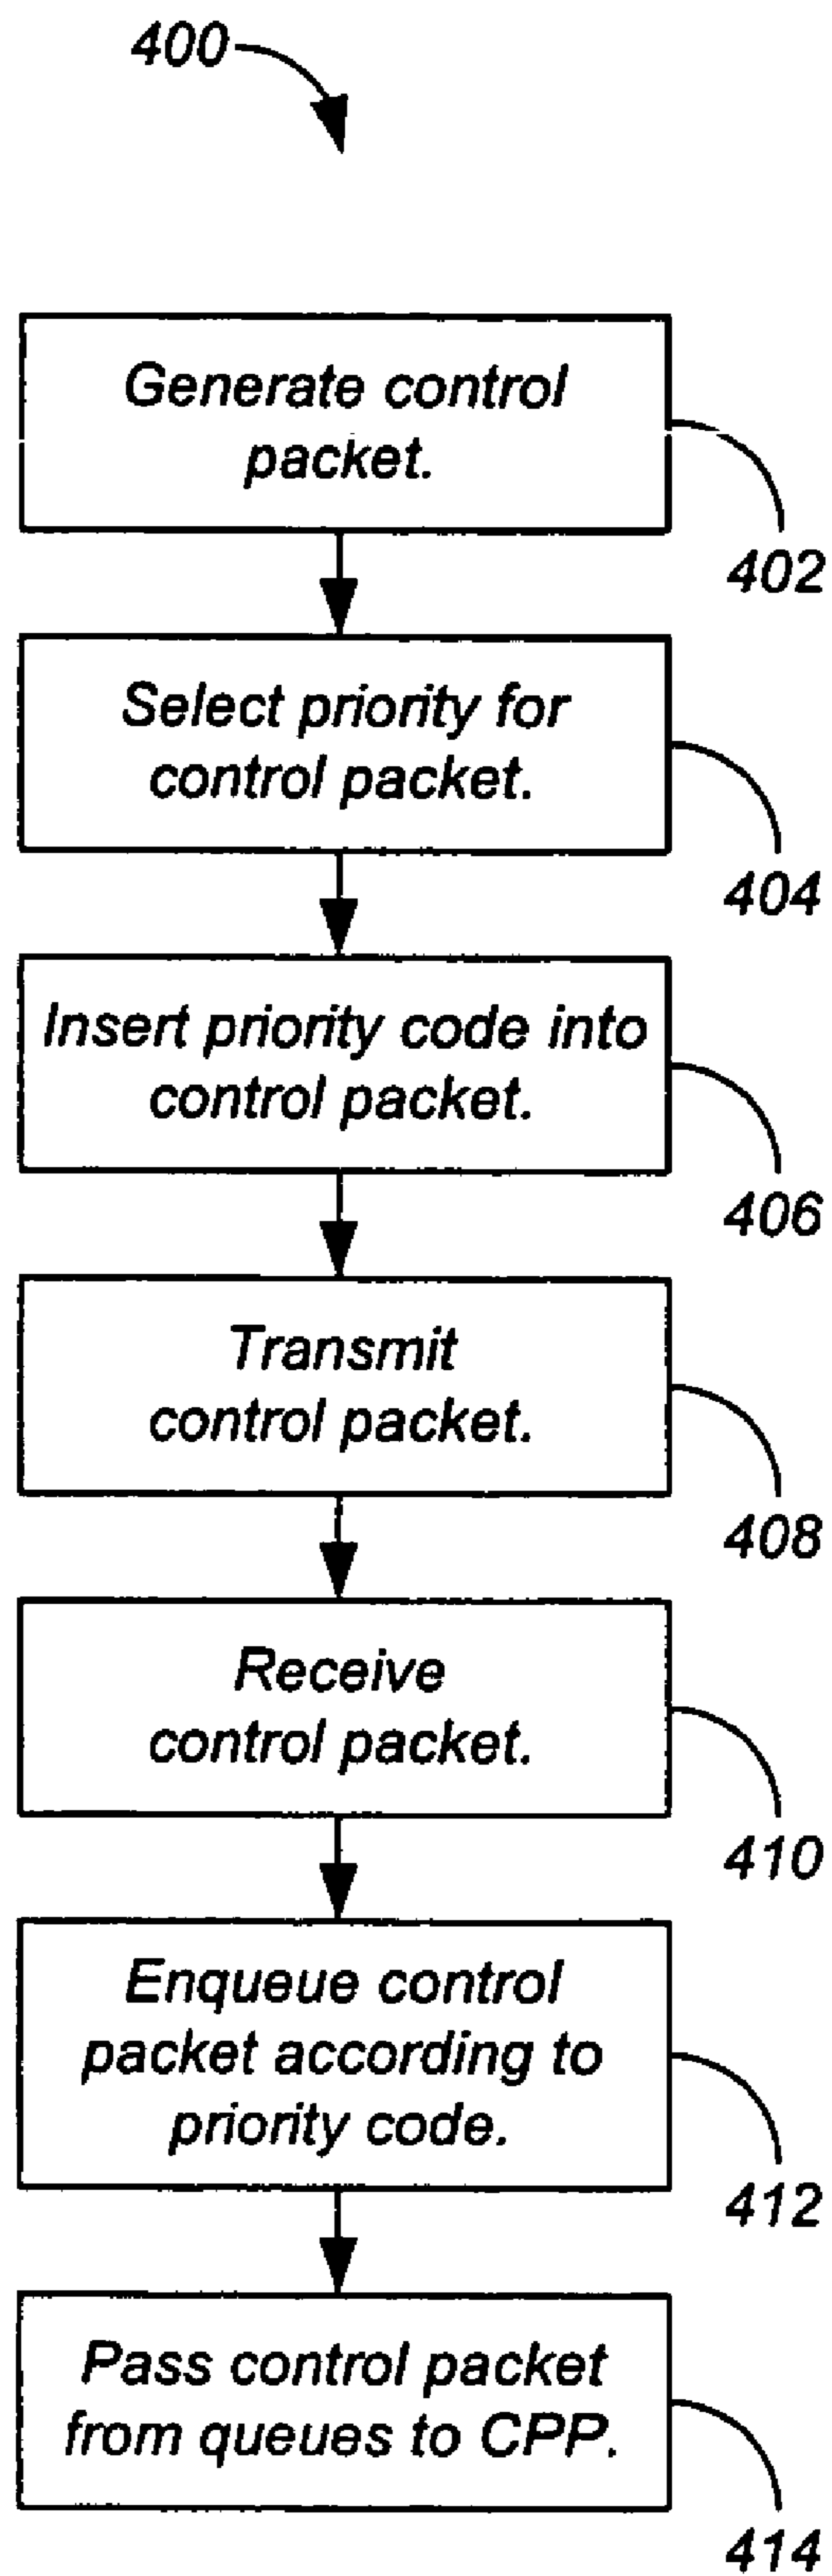 400
Generate control
packet.
402
Select priority for
control packet.
404
Insert priority code into
control packet.
406
Transmit
control packet.
408
Receive
control packet.
410
Enqueue control
packet according to
priority code.
412
Pass control packet
from queues to CPP.
414